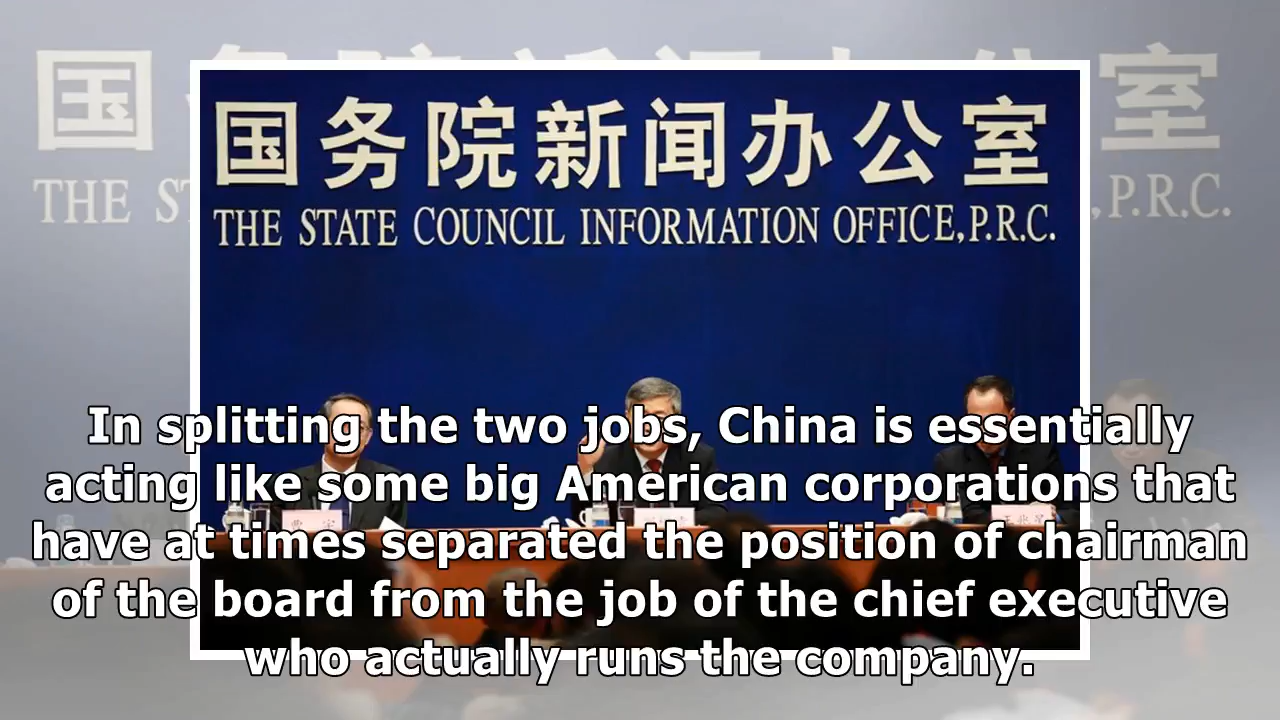 国务院新闻办公室
THE STATE COUNCIL INFORMATION OFFICE,P.R.C.
In splitting the two jobs, China is essentially
acting like some big American corporations that
have at times separated the position of chairman
of the board from the job of the chief executive
who actually runs the company.